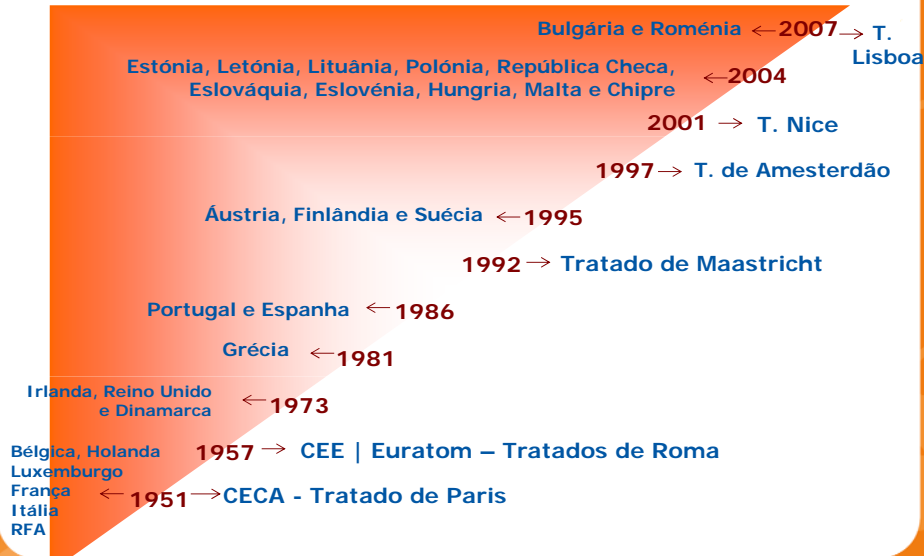 Bulgária e Roménia ← 2007 → T. Lisboa
Estónia, Letónia, Lituânia, Polónia, República Checa,
Eslováquia, Eslovénia, Hungria, Malta e Chipre ← 2004
2001 → T. Nice
1997 → T. de Amesterdão
Áustria, Finlândia e Suécia ← 1995
1992 → Tratado de Maastricht
Portugal e Espanha ← 1986
Grécia ← 1981
Irlanda, Reino Unido
e Dinamarca ← 1973
1957 → CEE | Euratom – Tratados de Roma
Bélgica, Holanda
Luxemburgo
França
Itália
RFA
← 1951 → CECA - Tratado de Paris